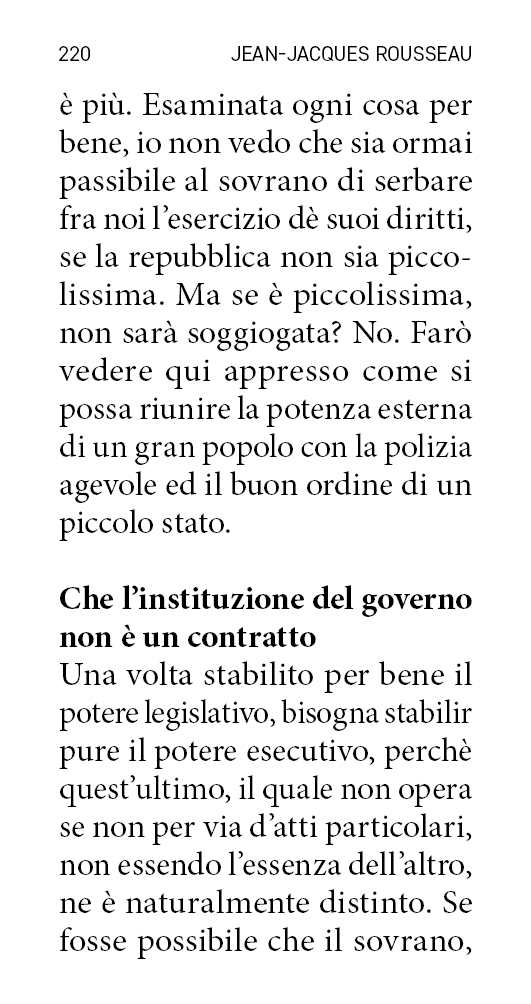 220 JEAN-JACQUES ROUSSEAU
è più. Esaminata ogni cosa per
bene, io non vedo che sia ormai
passibile al sovrano di serbare
fra noi l’esercizio dè suoi diritti,
se la repubblica non sia picco-
lissima. Ma se è piccolissima,
non sarà soggiogata? No. Farò
vedere qui appresso come si
possa riunire la potenza esterna
di un gran popolo con la polizia
agevole ed il buon ordine di un
piccolo stato.
Che l’instituzione del governo
non è un contratto
Una volta stabilito per bene il
potere legislativo, bisogna stabilir
pure il potere esecutivo, perchè
quest’ultimo, il quale non opera
se non per via d’atti particolari,
non essendo l’essenza dell’altro,
ne è naturalmente distinto. Se
fosse possibile che il sovrano,